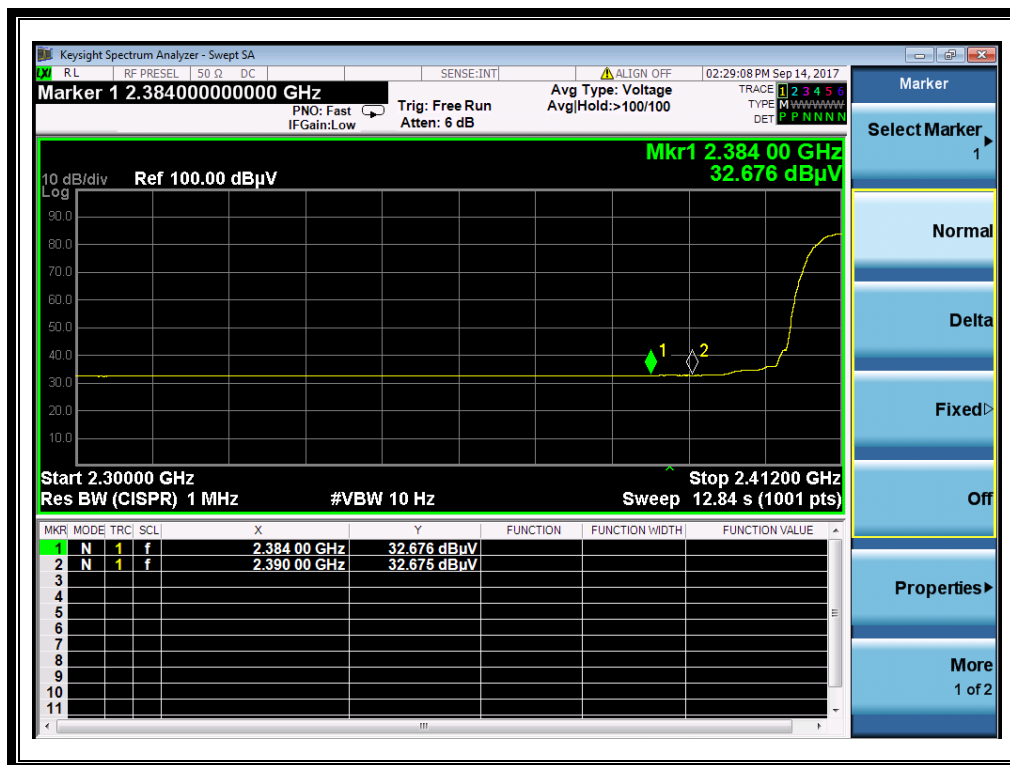 Keysight Spectrum Analyzer - Swept SA
LXI RL RF PRESEL 50 Ω DC SENSE:INT ALIGN OFF 02:29:08 PM Sep 14, 2017
Marker 1 2.384000000000 GHz
PNO: Fast
IFGain:Low
Trig: Free Run
Atten: 6 dB
Avg Type: Voltage
Avg|Hold:>100/100
TRACE 1 2 3 4 5 6
TYPE M WWWWW
DET P P N N N N
Mkr1 2.384 00 GHz
32.676 dBµV
10 dB/div Ref 100.00 dBµV
Log
90.0
80.0
70.0
60.0
50.0
40.0
30.0
20.0
10.0
1
2
Start 2.30000 GHz
Stop 2.41200 GHz
Res BW (CISPR) 1 MHz
#VBW 10 Hz
Sweep 12.84 s (1001 pts)
MKR MODE TRC SCL X Y FUNCTION FUNCTION WIDTH FUNCTION VALUE
1 N 1 f 2.384 00 GHz 32.676 dBµV
2 N 1 f 2.390 00 GHz 32.675 dBµV
3
4
5
6
7
8
9
10
11
Marker
Select Marker
1
Normal
Delta
Fixed
Off
Properties
More
1 of 2